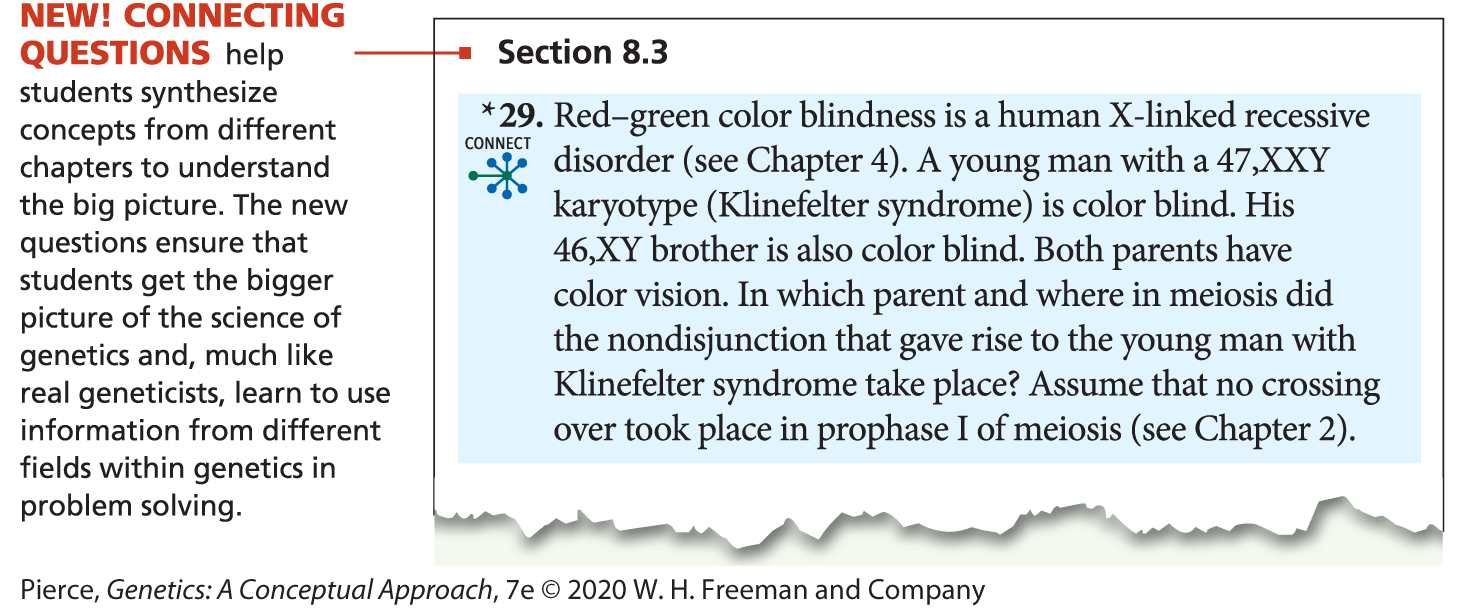 NEW! CONNECTING
QUESTIONS help
students synthesize
concepts from different
chapters to understand
the big picture. The new
questions ensure that
students get the bigger
picture of the science of
genetics and, much like
real geneticists, learn to use
information from different
fields within genetics in
problem solving.
Section 8.3
*29. Red–green color blindness is a human X-linked recessive
CONNECT
disorder (see Chapter 4). A young man with a 47,XXY
karyotype (Klinefelter syndrome) is color blind. His
46,XY brother is also color blind. Both parents have
color vision. In which parent and where in meiosis did
the nondisjunction that gave rise to the young man with
Klinefelter syndrome take place? Assume that no crossing
over took place in prophase I of meiosis (see Chapter 2).
Pierce, Genetics: A Conceptual Approach, 7e © 2020 W. H. Freeman and Company